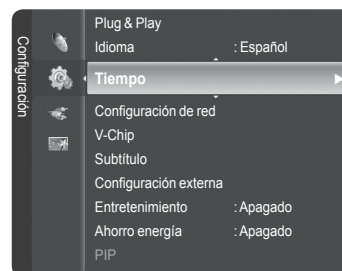 Configuración
Plug & Play
Idioma : Español
Tiempo
Configuración de red
V-Chip
Subtítulo
Configuración externa
Entretenimiento : Apagado
Ahorro energía : Apagado
PIP